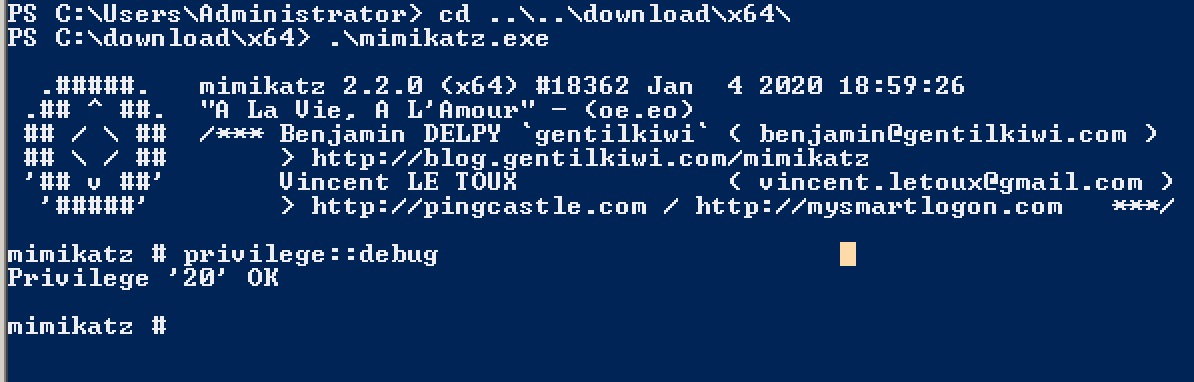 PS C:\Users\Administrator> cd ..\..\download\x64\
PS C:\download\x64> .\mimikatz.exe
  .#####.   mimikatz 2.2.0 (x64) #18362 Jan  4 2020 18:59:26
 .## ^ ##.  "A La Vie, A L'Amour" - (oe.eo)
 ## / \ ##  /*** Benjamin DELPY `gentilkiwi` ( benjamin@gentilkiwi.com )
 ## \ / ##       > http://blog.gentilkiwi.com/mimikatz
 '## v ##'       Vincent LE TOUX             ( vincent.letoux@gmail.com )
  '#####'        > http://pingcastle.com / http://mysmartlogon.com   ***/
mimikatz # privilege::debug
Privilege '20' OK
mimikatz #